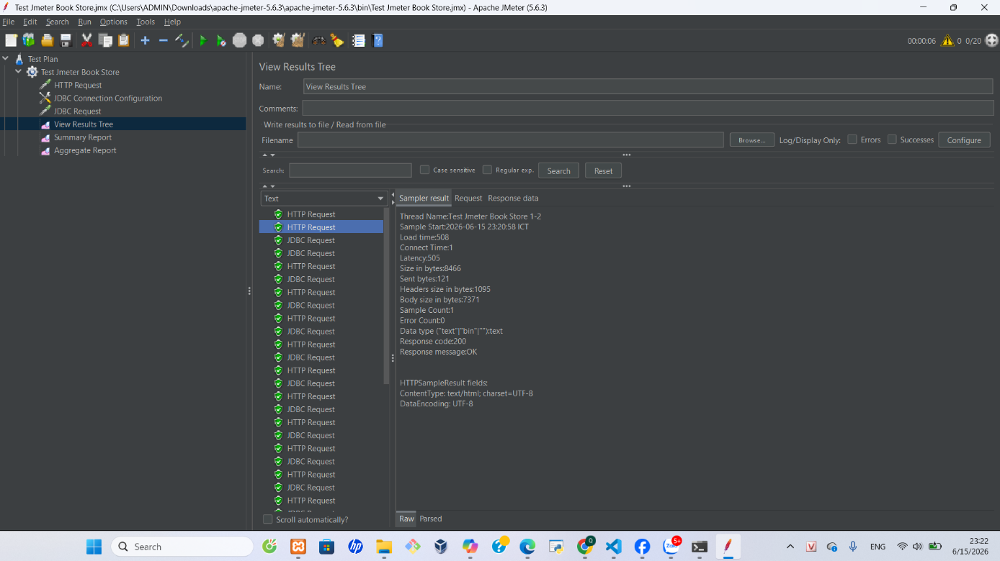 Test Jmeter Book Store.jmx (C:\Users\ADMIN\Downloads\apache-jmeter-5.6.3\apache-jmeter-5.6.3\bin\Test Jmeter Book Store.jmx) - Apache JMeter (5.6.3)
File Edit Search Run Options Tools Help
00:00:06 0 0/20
Test Plan
Test Jmeter Book Store
HTTP Request
JDBC Connection Configuration
JDBC Request
View Results Tree
Summary Report
Aggregate Report
View Results Tree
Name: View Results Tree
Comments:
Write results to file / Read from file
Filename Browse... Log/Display Only: Errors Successes Configure
Search: Case sensitive Regular exp. Search Reset
Text
HTTP Request
HTTP Request
JDBC Request
JDBC Request
HTTP Request
JDBC Request
HTTP Request
JDBC Request
HTTP Request
JDBC Request
HTTP Request
JDBC Request
HTTP Request
JDBC Request
HTTP Request
JDBC Request
HTTP Request
JDBC Request
HTTP Request
JDBC Request
HTTP Request
JDBC Request
HTTP Request
Scroll automatically?
Sampler result Request Response data
Thread Name:Test Jmeter Book Store 1-2
Sample Start:2026-06-15 23:20:58 ICT
Load time:508
Connect Time:1
Latency:505
Size in bytes:8466
Sent bytes:121
Headers size in bytes:1095
Body size in bytes:7371
Sample Count:1
Error Count:0
Data type ("text"|"bin"|""):text
Response code:200
Response message:OK
HTTPSampleResult fields:
ContentType: text/html; charset=UTF-8
DataEncoding: UTF-8
Raw Parsed
Search
hp
Q
Zalo
5+
V
ENG
23:22
6/15/2026